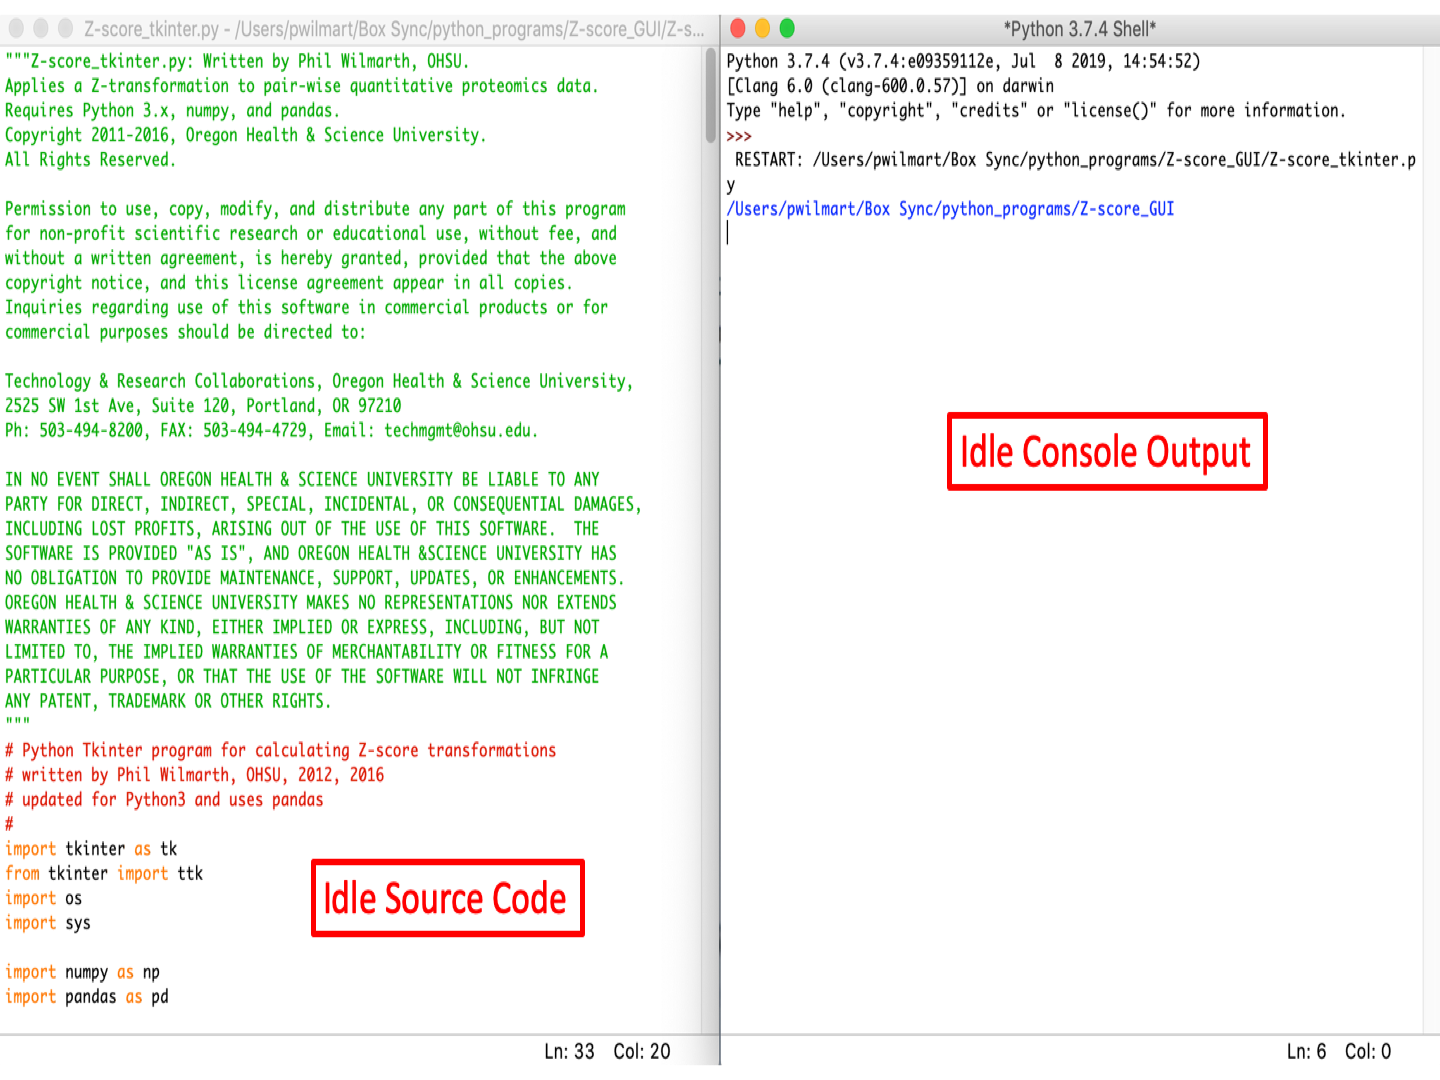 Z-score_tkinter.py - /Users/pwilmart/Box Sync/python_programs/Z-score_GUI/Z-s...
"""Z-score_tkinter.py: Written by Phil Wilmarth, OHSU.
Applies a Z-transformation to pair-wise quantitative proteomics data.
Requires Python 3.x, numpy, and pandas.
Copyright 2011-2016, Oregon Health & Science University.
All Rights Reserved.
Permission to use, copy, modify, and distribute any part of this program
for non-profit scientific research or educational use, without fee, and
without a written agreement, is hereby granted, provided that the above
copyright notice, and this license agreement appear in all copies.
Inquiries regarding use of this software in commercial products or for
commercial purposes should be directed to:
Technology & Research Collaborations, Oregon Health & Science University,
2525 SW 1st Ave, Suite 120, Portland, OR 97210
Ph: 503-494-8200, FAX: 503-494-4729, Email: techmgmt@ohsu.edu.
IN NO EVENT SHALL OREGON HEALTH & SCIENCE UNIVERSITY BE LIABLE TO ANY
PARTY FOR DIRECT, INDIRECT, SPECIAL, INCIDENTAL, OR CONSEQUENTIAL DAMAGES,
INCLUDING LOST PROFITS, ARISING OUT OF THE USE OF THIS SOFTWARE.  THE
SOFTWARE IS PROVIDED "AS IS", AND OREGON HEALTH &SCIENCE UNIVERSITY HAS
NO OBLIGATION TO PROVIDE MAINTENANCE, SUPPORT, UPDATES, OR ENHANCEMENTS.
OREGON HEALTH & SCIENCE UNIVERSITY MAKES NO REPRESENTATIONS NOR EXTENDS
WARRANTIES OF ANY KIND, EITHER IMPLIED OR EXPRESS, INCLUDING, BUT NOT
LIMITED TO, THE IMPLIED WARRANTIES OF MERCHANTABILITY OR FITNESS FOR A
PARTICULAR PURPOSE, OR THAT THE USE OF THE SOFTWARE WILL NOT INFRINGE
ANY PATENT, TRADEMARK OR OTHER RIGHTS.
"""
# Python Tkinter program for calculating Z-score transformations
# written by Phil Wilmarth, OHSU, 2012, 2016
# updated for Python3 and uses pandas
#
import tkinter as tk
from tkinter import ttk
import os
import sys
import numpy as np
import pandas as pd
Idle Source Code
Ln: 33 Col: 20
*Python 3.7.4 Shell*
Python 3.7.4 (v3.7.4:e09359112e, Jul  8 2019, 14:54:52)
[Clang 6.0 (clang-600.0.57)] on darwin
Type "help", "copyright", "credits" or "license()" for more information.
>>>
RESTART: /Users/pwilmart/Box Sync/python_programs/Z-score_GUI/Z-score_tkinter.p
y
/Users/pwilmart/Box Sync/python_programs/Z-score_GUI
Idle Console Output
Ln: 6 Col: 0